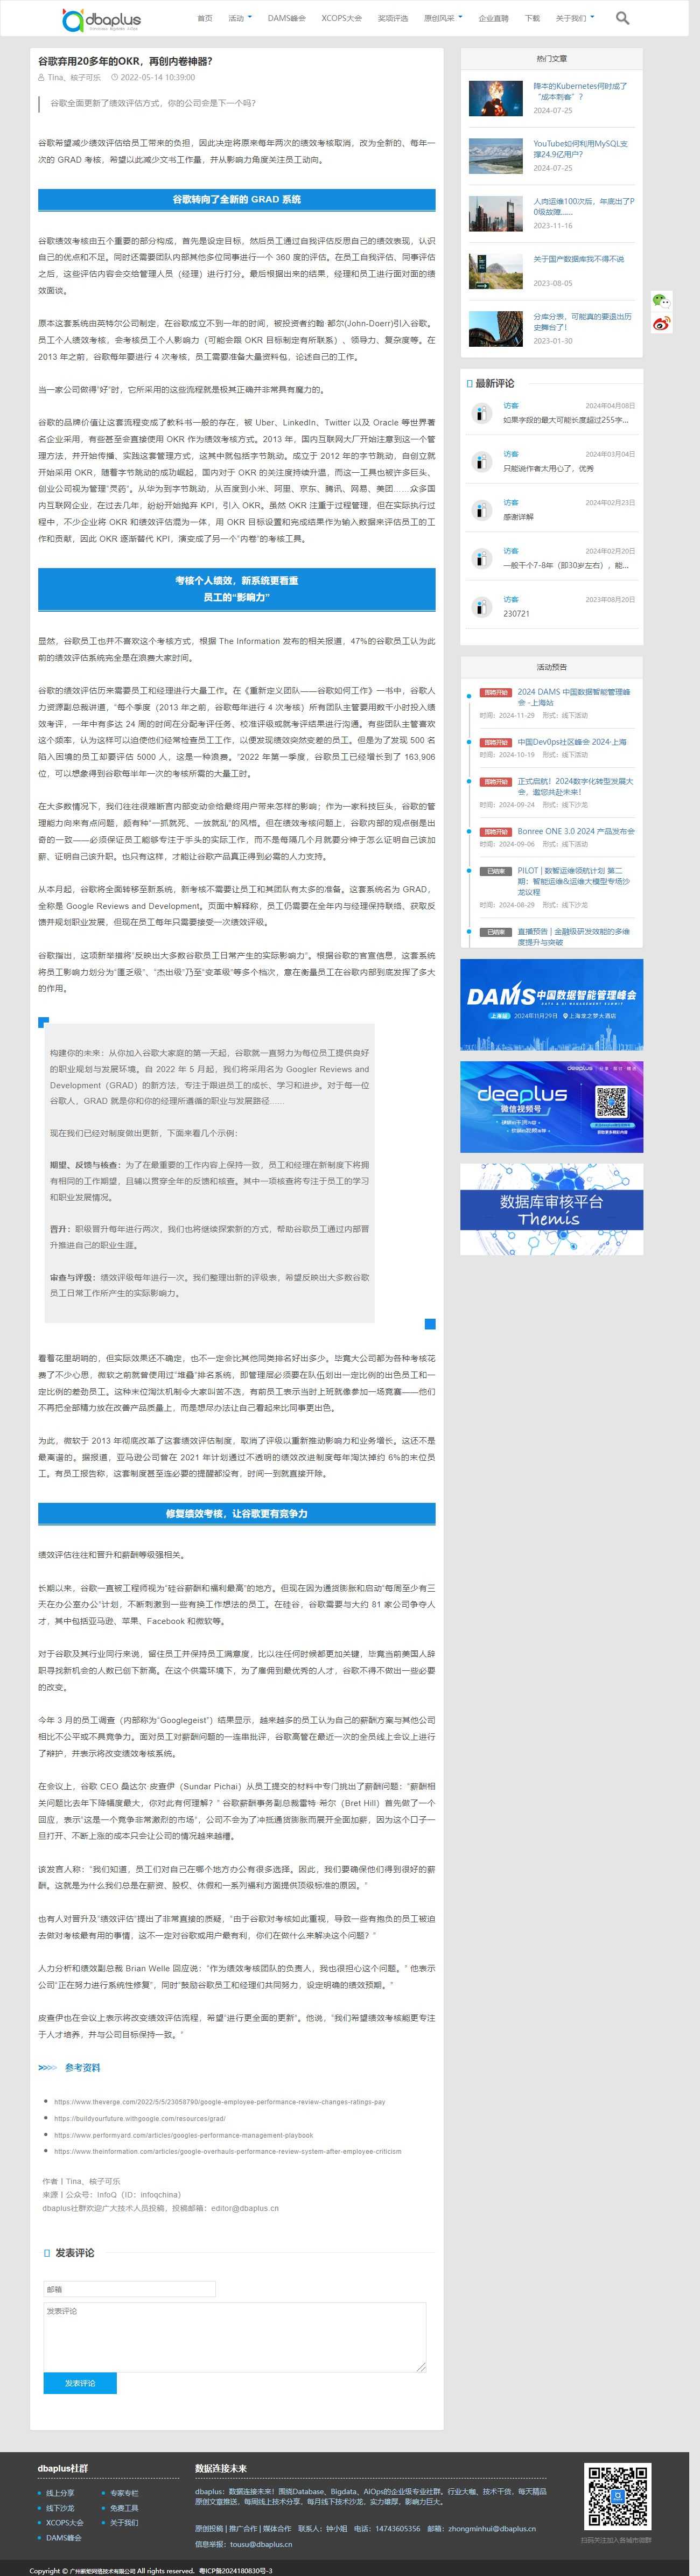 dbaplus
首页
活动
DAMS峰会
XCOPS大会
奖项评选
原创风采
企业直聘
下载
关于我们
谷歌弃用20多年的OKR，再创内卷神器？
Tina、核子可乐 2022-05-14 10:39:00
谷歌全面更新了绩效评估方式，你的公司会是下一个吗？
谷歌希望减少绩效评估给员工带来的负担，因此决定将原来每年两次的绩效考核取消，改为全新的、每年一
次的 GRAD 考核，希望以此减少文书工作量，并从影响力角度关注员工动向。
谷歌转向了全新的 GRAD 系统
谷歌绩效考核由五个重要的部分构成，首先是设定目标，然后员工通过自我评估反思自己的绩效表现，认识
自己的优点和不足。同时还需要团队内部其他多位同事进行一个 360 度的评估。在员工自我评估、同事评估
之后，这些评估内容会交给管理人员（经理）进行打分。最后根据出来的结果，经理和员工进行面对面的绩
效面谈。
原本这套系统由英特尔公司制定，在谷歌成立不到一年的时间，被投资者约翰·都尔(John-Doerr)引入谷歌。
员工个人绩效考核，会考核员工个人影响力（可能会跟 OKR 目标制定有所联系）、领导力、复杂度等。在
2013 年之前，谷歌每年要进行 4 次考核，员工需要准备大量资料包，论述自己的工作。
当一家公司做得“好”时，它所采用的这些流程就是极其正确并非常具有魔力的。
谷歌的品牌价值让这套流程变成了教科书一般的存在，被 Uber、LinkedIn、Twitter 以及 Oracle 等世界著
名企业采用，有些甚至会直接使用 OKR 作为绩效考核方式。2013 年，国内互联网大厂开始注意到这一个管理
方法，并开始传播、实践这套管理方式，这其中就包括字节跳动。成立于 2012 年的字节跳动，自创立就
开始采用 OKR，随着字节跳动的成功崛起、国内对于 OKR 的关注度持续升温，而这一工具也被许多巨头、
创业公司视为管理“灵药”。从华为到字节跳动，从百度到小米、阿里、京东、腾讯、网易、美团……众多国
内互联网企业，在过去几年，纷纷开始抛弃 KPI，引入 OKR。虽然 OKR 注重于过程管理，但在实际执行过
程中，不少企业将 OKR 和绩效评估混为一体，用 OKR 目标设置和完成结果作为输入数据来评估员工的工
作和贡献，因此 OKR 逐渐替代 KPI，演变成了另一个“内卷”的考核工具。
考核个人绩效，新系统更看重
员工的“影响力”
显然，谷歌员工也并不喜欢这个考核方式，根据 The Information 发布的相关报道，47%的谷歌员工认为此
前的绩效评估系统完全是在浪费大家时间。
谷歌的绩效评估历来需要员工和经理进行大量工作。在《重新定义团队——谷歌如何工作》一书中，谷歌人
力资源副总裁讲道，“每个季度（2013 年之前，谷歌每年进行 4 次考核）所有团队主管要用数千小时投入绩
效考评，一年中有多达 24 周的时间在分配考评任务、校准评级或就考评结果进行沟通。有些团队主管喜欢
这个频率，认为这样可以迫使他们经常检查员工工作，以便发现绩效突然变差的员工。但是为了发现 500 名
陷入困境的员工却要评估 5000 人，这是一种浪费。”2022 年第一季度，谷歌员工已经增长到了 163,906
位，可以想象得到谷歌每半年一次的考核所需的大量工时。
在大多数情况下，我们往往很难断言内部变动会给最终用户带来怎样的影响；作为一家科技巨头，谷歌的管
理能力向来有点问题，颇有种“一抓就死、一放就乱”的风格。但在绩效考核问题上，谷歌内部的观点倒是出
奇的一致——必须保证员工能够专注于手头的实际工作，而不是每隔几个月就要分神于怎么证明自己该加
薪、证明自己该升职。也只有这样，才能让谷歌产品真正得到必需的人力支持。
从本月起，谷歌将全面转移至新系统，新考核不需要让员工和其团队有太多的准备。这套系统名为 GRAD，
全称是 Google Reviews and Development。页面中解释称，员工仍需要在全年内与经理保持联络，获取反
馈并规划职业发展，但现在员工每年只需要接受一次绩效评级。
谷歌指出，这项新举措将“反映出大多数谷歌员工日常产生的实际影响力”。根据谷歌的官宣信息，这套系统
将员工影响力划分为“匮乏级”、“杰出级”乃至“变革级”等多个档次，意在衡量员工在谷歌内部到底发挥了多大
的作用。
构建你的未来：从你加入谷歌大家庭的第一天起，谷歌就一直努力为每位员工提供良好
的职业规划与发展环境。自 2022 年 5 月起，我们将采用名为 Googler Reviews and
Development（GRAD）的新方法，专注于跟进员工的成长、学习和进步。对于每一位
谷歌人，GRAD 就是你和你的经理所遵循的职业与发展路径……
现在我们已经对制度做出更新，下面来看几个示例：
期望、反馈与核查：为了在最重要的工作内容上保持一致，员工和经理在新制度下将拥
有相同的工作期望，且辅以贯穿全年的反馈和核查。其中一项核查将专注于员工的学习
和职业发展情况。
晋升：职级晋升每年进行两次，我们也将继续探索新的方式，帮助谷歌员工通过内部晋
升推进自己的职业生涯。
审查与评级：绩效评级每年进行一次。我们整理出新的评级表，希望反映出大多数谷歌
员工日常工作所产生的实际影响力。
看着花里胡哨的，但实际效果还不确定，也不一定会比其他同类排名好出多少。毕竟大公司都为各种考核花
费了不少心思，微软之前就曾使用过“堆叠”排名系统，即管理层必须要在队伍划出一定比例的出色员工和一
定比例的差劲员工。这种末位淘汰机制令大家叫苦不迭，有前员工表示当时上班就像参加一场竞赛——他们
不再把全部精力放在改善产品质量上，而是想尽办法让自己看起来比同事更出色。
为此，微软于 2013 年彻底改革了这套绩效评估制度，取消了评级以重新推动影响力和业务增长。这还不是
最离谱的。据报道，亚马逊公司曾在 2021 年计划通过不透明的绩效改进制度每年淘汰掉约 6%的末位员
工。有员工报告称，这套制度甚至连必要的提醒都没有，时间一到就直接开除。
修复绩效考核，让谷歌更有竞争力
绩效评估往往和晋升和薪酬等级强相关。
长期以来，谷歌一直被工程师视为“硅谷薪酬和福利最高”的地方。但现在因为通货膨胀和启动“每周至少有三
天在办公室办公”计划，不断刺激到一些有换工作想法的员工。在硅谷，谷歌需要与大约 81 家公司争夺人
才，其中包括亚马逊、苹果、Facebook 和微软等。
对于谷歌及其行业同行来说，留住员工并保持员工满意度，比以往任何时候都更加关键，毕竟当前美国人辞
职寻找新机会的人数已创下新高。在这个供需环境下，为了雇佣到最优秀的人才，谷歌不得不做出一些必要
的改变。
今年 3 月的员工调查（内部称为“Googlegeist”）结果显示，越来越多的员工认为自己的薪酬方案与其他公司
相比不公平或不具竞争力。面对员工对薪酬问题的一连串批评，谷歌高管在最近一次的全员线上会议上进行
了辩护，并表示将改变绩效考核系统。
在会议上，谷歌 CEO 桑达尔·皮查伊（Sundar Pichai）从员工提交的材料中专门挑出了薪酬问题：“薪酬相
关问题比去年下降幅度最大，你对此有何理解？” 谷歌薪酬事务副总裁雷特·希尔（Bret Hill）首先做了一个
回应，表示“这是一个竞争非常激烈的市场”，公司不会为了冲抵通货膨胀而展开全面加薪，因为这个口子一
旦打开、不断上涨的成本只会让公司的情况越来越糟。
该发言人称：“我们知道，员工们对自己在哪个地方办公有很多选择。因此，我们要确保他们得到很好的薪
酬。这就是为什么我们总是在薪资、股权、休假和一系列福利方面提供顶级标准的原因。”
也有人对晋升及“绩效评估”提出了非常直接的质疑，“由于谷歌对考核如此重视，导致一些有抱负的员工被迫
去做对考核最有用的事情，这不一定对谷歌或用户最有利，你们在做什么来解决这个问题？”
人力分析和绩效副总裁 Brian Welle 回应说：“作为绩效考核团队的负责人，我也很担心这个问题。” 他表示
公司“正在努力进行系统性修复”，同时“鼓励谷歌员工和经理们共同努力，设定明确的绩效预期。”
皮查伊也在会议上表示将改变绩效评估流程，希望“进行更全面的更新”。他说，“我们希望绩效考核能更专注
于人才培养，并与公司目标保持一致。”
>>>> 参考资料
https://www.theverge.com/2022/5/5/23058790/google-employee-performance-review-changes-ratings-pay
https://buildyourfuture.withgoogle.com/resources/grad/
https://www.performyard.com/articles/googles-performance-management-playbook
https://www.theinformation.com/articles/google-overhauls-performance-review-system-after-employee-criticism
作者丨Tina、核子可乐
来源丨公众号：InfoQ（ID：infoqchina）
dbaplus社群欢迎广大技术人员投稿，投稿邮箱：editor@dbaplus.cn
发表评论
邮箱
发表评论
发表评论
热门文章
降本的Kubernetes何时成了
“成本刺客”？
2024-07-25
YouTube如何利用MySQL支
撑24.9亿用户？
2024-07-25
人肉运维100次后，年底出了P
0级故障……
2023-11-16
关于国产数据库我不得不说
2023-08-05
分库分表，可能真的要退出历
史舞台了！
2023-01-30
最新评论
访客 2024年04月08日
如果字段的最大可能长度超过255字...
访客 2024年03月04日
只能说作者太用心了，优秀
访客 2024年02月23日
感谢详解
访客 2024年02月20日
一般干个7-8年（即30岁左右），能...
访客 2023年08月20日
230721
活动预告
即将开始 2024 DAMS 中国数据智能管理峰
会 -上海站
时间：2024-11-29 形式：线下活动
即将开始 中国DevOps社区峰会 2024·上海
时间：2024-10-19 形式：线下活动
即将开始 正式启航！2024数字化转型发展大
会，邀您共赴未来！
时间：2024-09-24 形式：线下沙龙
即将开始 Bonree ONE 3.0 2024 产品发布会
时间：2024-09-06 形式：线下活动
已结束 PILOT | 数智运维领航计划 第二
期：智能运维&运维大模型专场沙
龙议程
时间：2024-08-29 形式：线下沙龙
已结束 直播预告 | 金融级研发效能的多维
度提升与突破
DAMS 中国数据智能管理峰会
上海站 2024年11月29日 上海龙之梦大酒店
deeplus
微信视频号
数据库审核平台
Themis
dbaplus社群
线上分享
专家专栏
线下沙龙
免费工具
XCOPS大会
关于我们
DAMS峰会
数据连接未来
dbaplus：数据连接未来！围绕Database、Bigdata、AIOps的企业级专业社群。行业大咖、技术干货，每天精品
原创文章推送，每周线上技术分享，每月线下技术沙龙，实力雄厚，影响力巨大。
原创投稿 | 推广合作 | 媒体合作 联系人：钟小姐 电话：14743605356 邮箱：zhongminhui@dbaplus.cn
信息举报：tousu@dbaplus.cn
扫码关注加入各城市微群
Copyright © 广州新炬网络技术有限公司 All rights reserved. 粤ICP备2024180830号-3